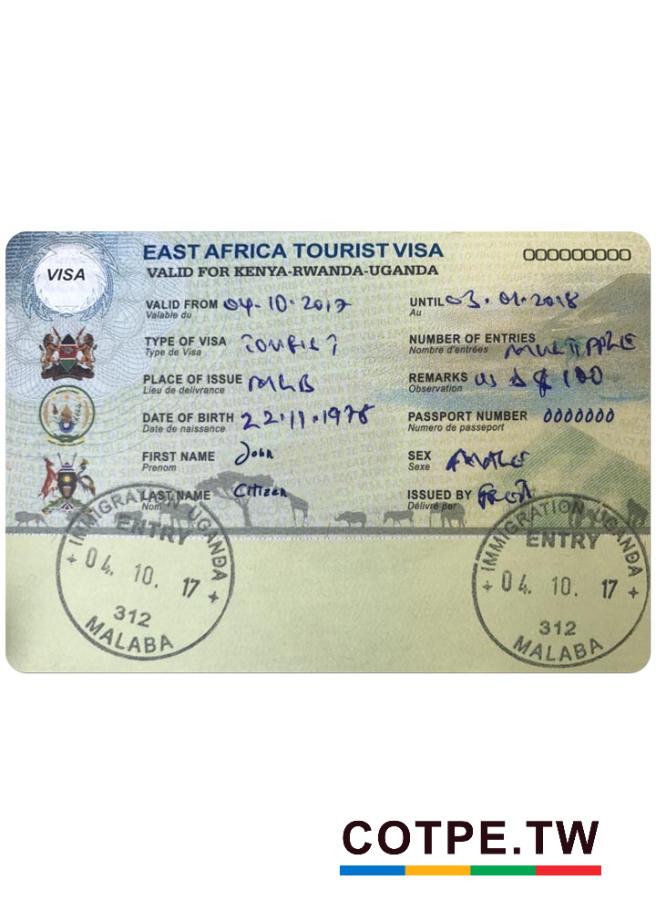 VISA
EAST AFRICA TOURIST VISA
VALID FOR KENYA-RWANDA-UGANDA
000000000
VALID FROM 04.10.2017
Valable du
UNTIL 03.01.2018
Au
TYPE OF VISA TOURIST
Type de Visa
NUMBER OF ENTRIES MULTIPLE
Nombre d'entrées
PLACE OF ISSUE MLB
Lieu de delivrance
REMARKS US $ 100
Observation
DATE OF BIRTH 22.11.1978
Date de naissance
PASSPORT NUMBER 0000000
Numero de passeport
FIRST NAME John
Prenom
SEX MALE
Sexe
LAST NAME Citizen
Nom
ISSUED BY
Délivré par
IMMIGRATION UGANDA
ENTRY
04. 10. 17
312
MALABA
IMMIGRATION UGANDA
ENTRY
04. 10. 17
312
MALABA
COTPE.TW